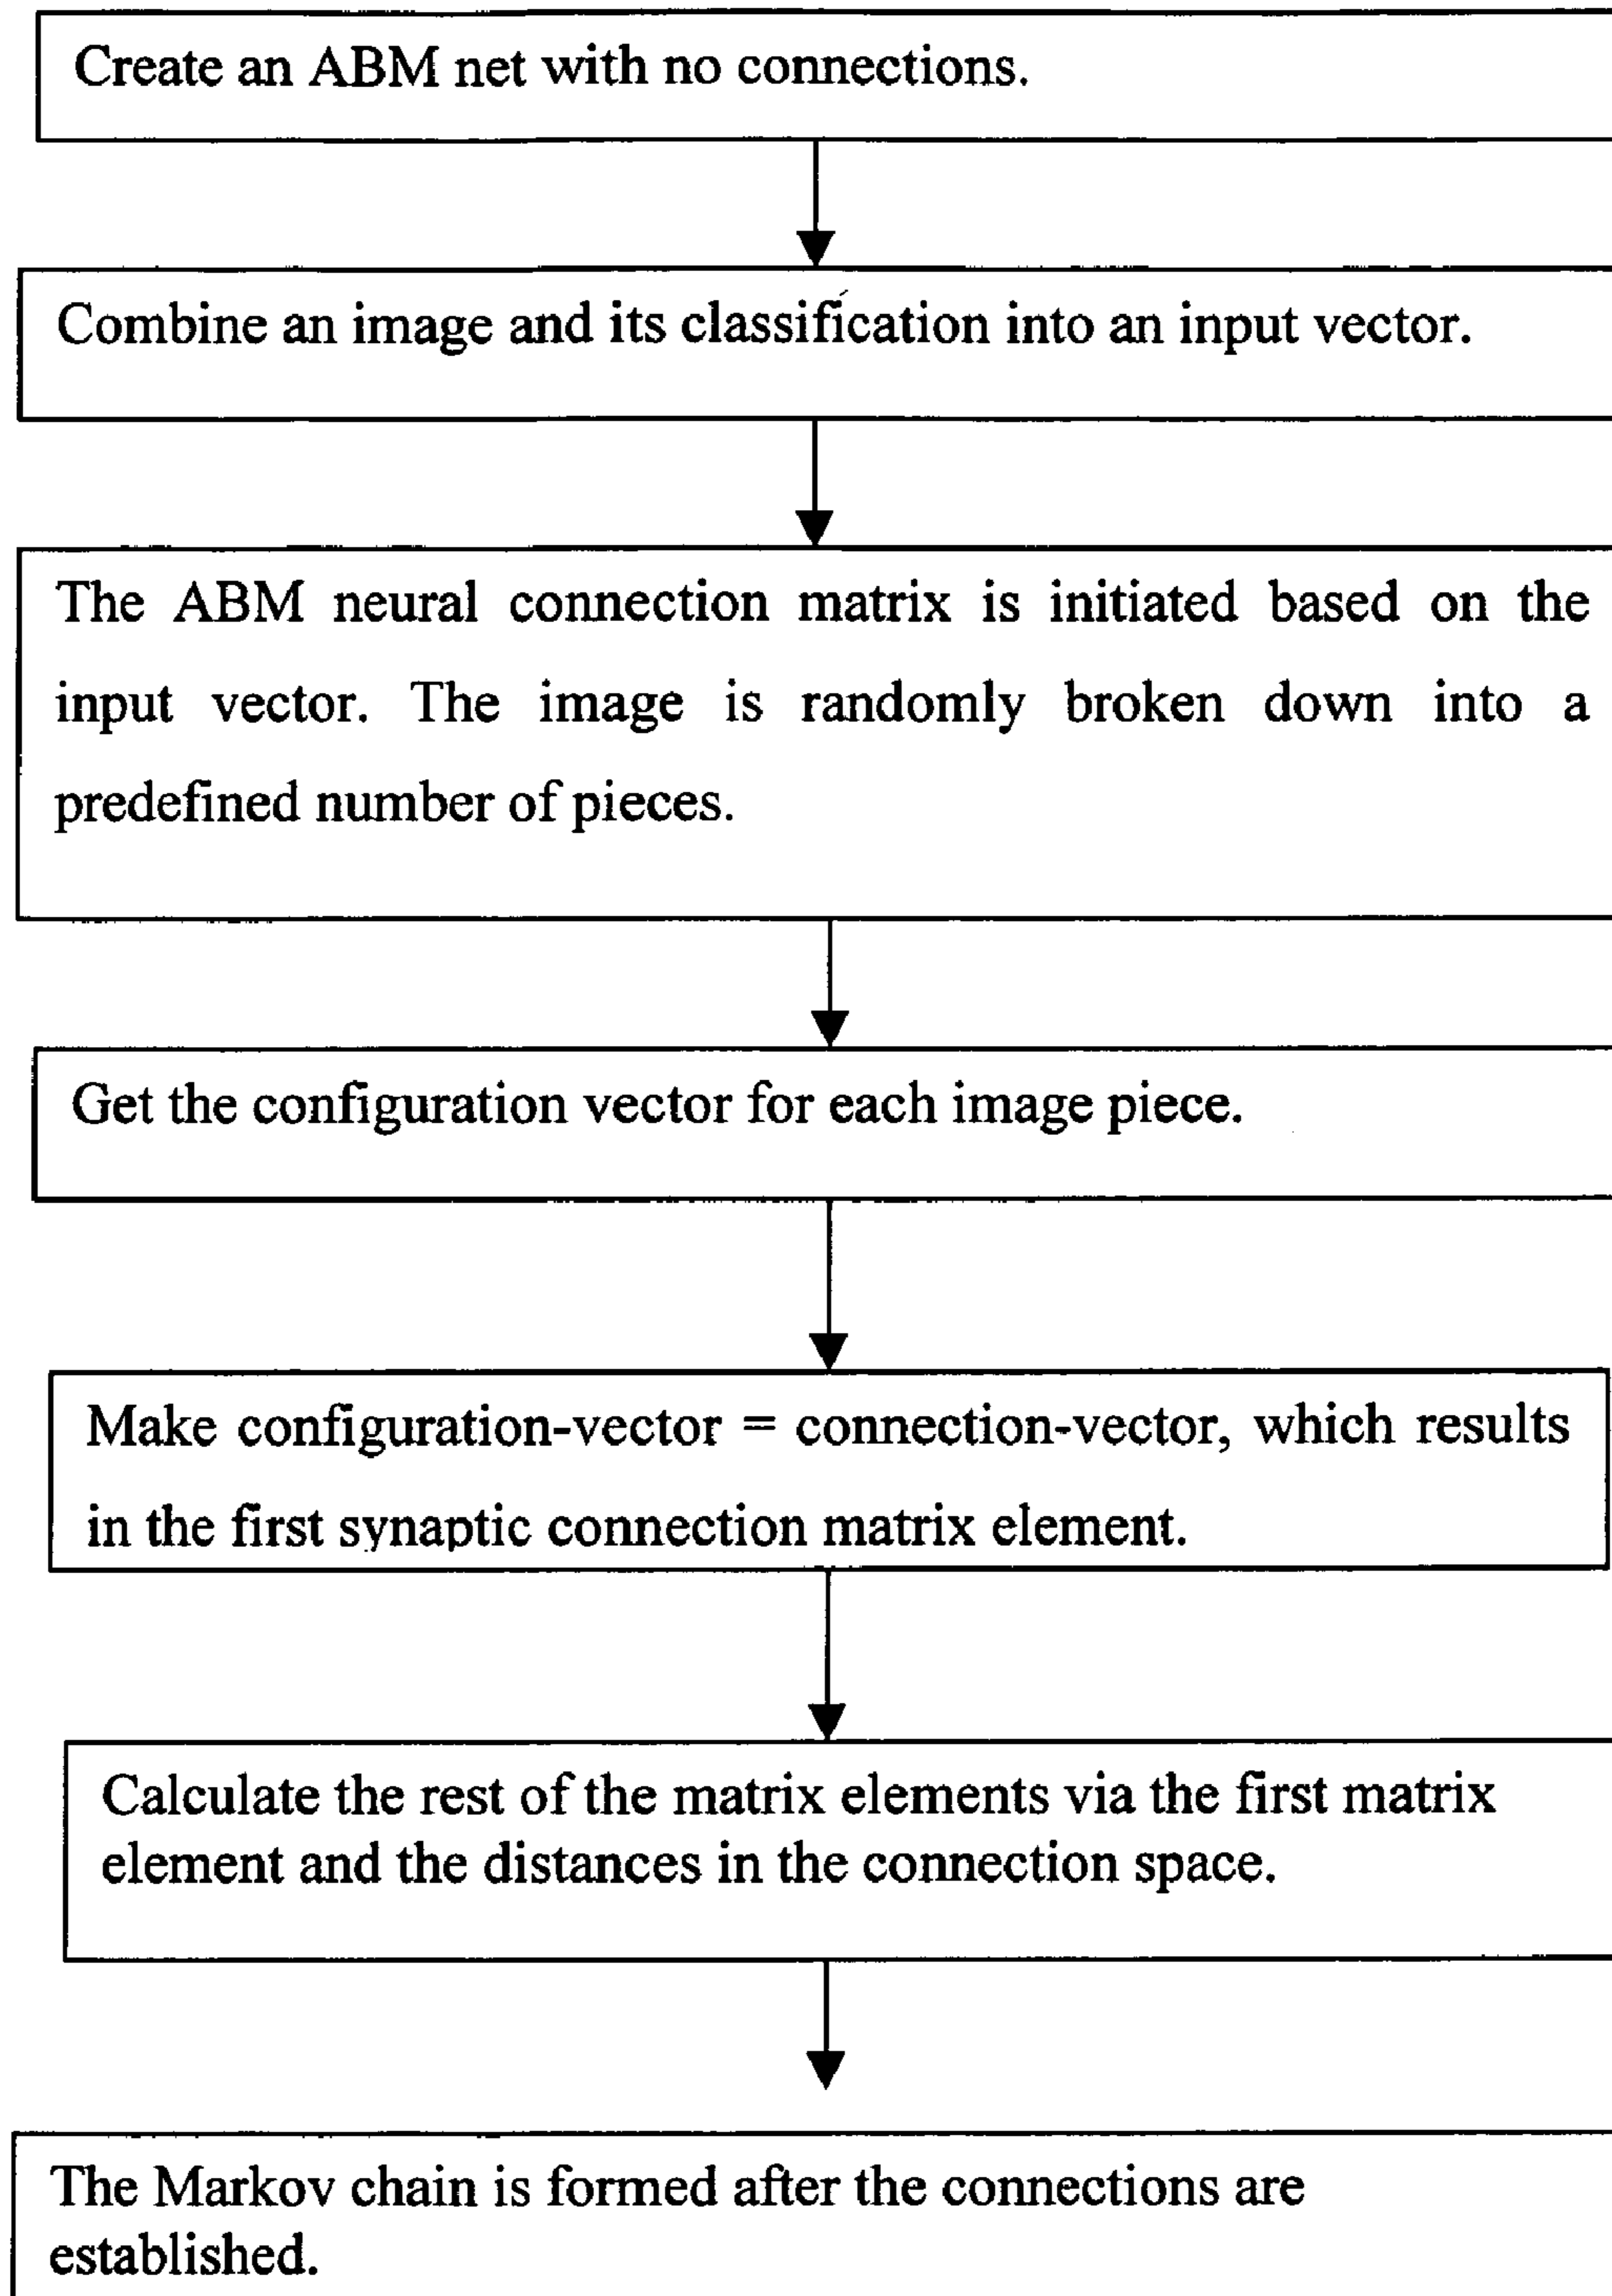 Create an ABM net with no connections.
Combine an image and its classification into an input vector.
The ABM neural connection matrix is initiated based on the
input vector. The image is randomly broken down into a
predefined number of pieces.
Get the configuration vector for each image piece.
Make configuration-vector = connection-vector, which results
in the first synaptic connection matrix element.
Calculate the rest of the matrix elements via the first matrix
element and the distances in the connection space.
The Markov chain is formed after the connections are
established.